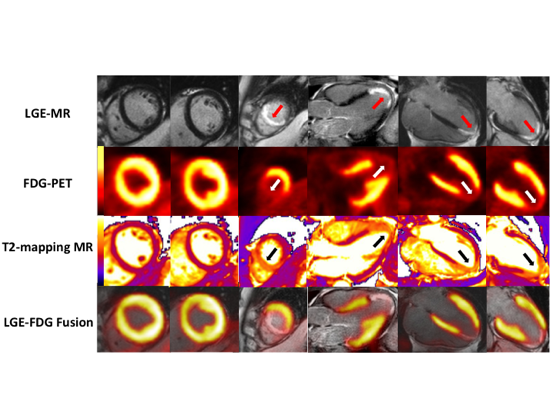 LGE-MR
FDG-PET
T2-mapping MR
LGE-FDG Fusion